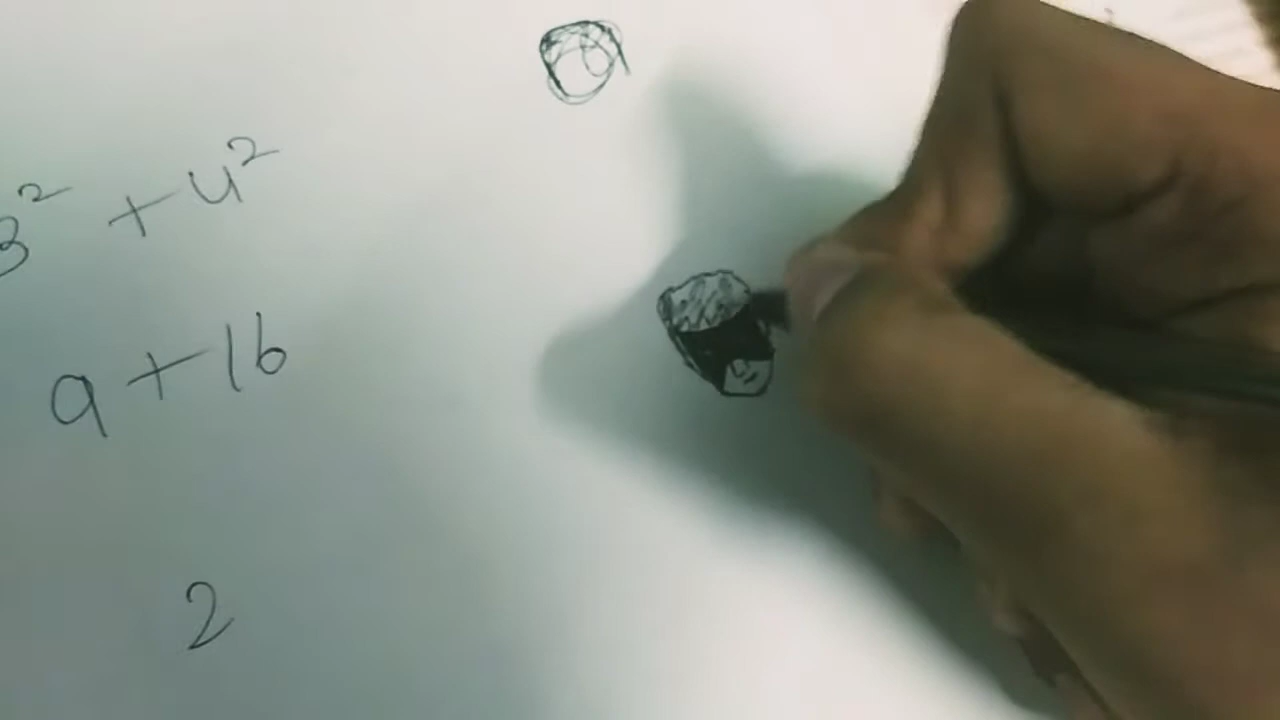 3² + 4²
9 + 16
2